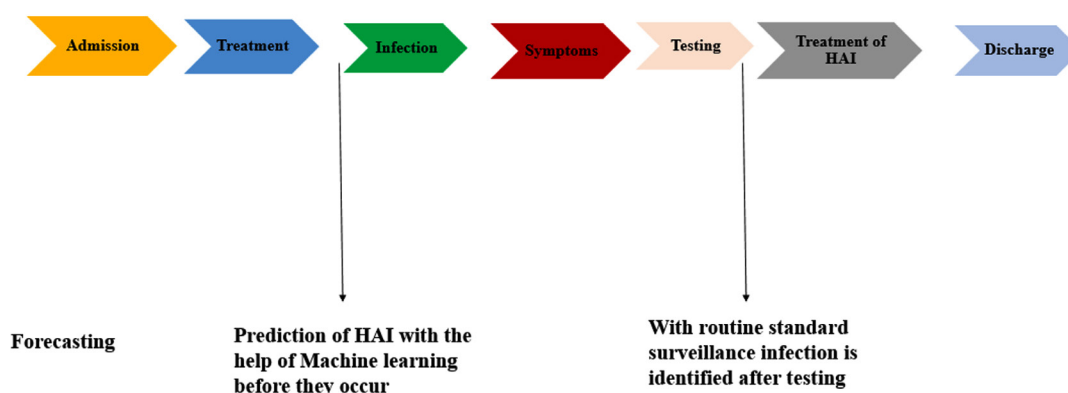 Admission
Treatment
Infection
Symptoms
Testing
Treatment of
HAI
Discharge
Forecasting
Prediction of HAI with the
help of Machine learning
before they occur
With routine standard
surveillance infection is
identified after testing